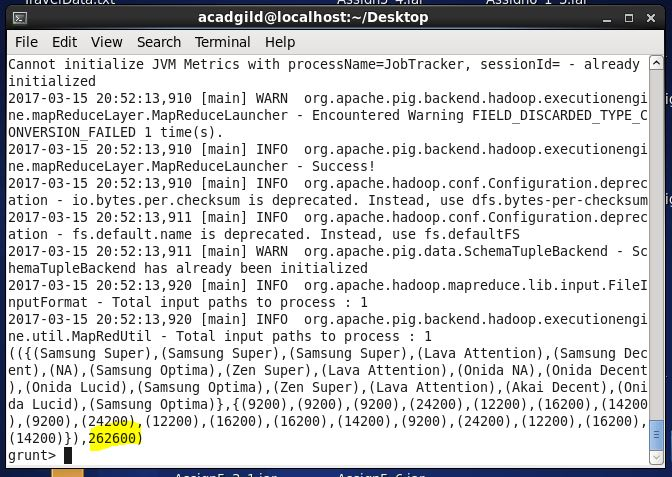 TravelData.txt
acadgild@localhost:~/Desktop
File Edit View Search Terminal Help
Cannot initialize JVM Metrics with processName=JobTracker, sessionId= - already
initialized
2017-03-15 20:52:13,910 [main] WARN  org.apache.pig.backend.hadoop.executionengi
ne.mapReduceLayer.MapReduceLauncher - Encountered Warning FIELD_DISCARDED_TYPE_C
ONVERSION_FAILED 1 time(s).
2017-03-15 20:52:13,910 [main] INFO  org.apache.pig.backend.hadoop.executionengi
ne.mapReduceLayer.MapReduceLauncher - Success!
2017-03-15 20:52:13,910 [main] INFO  org.apache.hadoop.conf.Configuration.deprec
ation - io.bytes.per.checksum is deprecated. Instead, use dfs.bytes-per-checksum
2017-03-15 20:52:13,911 [main] INFO  org.apache.hadoop.conf.Configuration.deprec
ation - fs.default.name is deprecated. Instead, use fs.defaultFS
2017-03-15 20:52:13,911 [main] WARN  org.apache.pig.data.SchemaTupleBackend - Sc
hemaTupleBackend has already been initialized
2017-03-15 20:52:13,920 [main] INFO  org.apache.hadoop.mapreduce.lib.input.FileI
nputFormat - Total input paths to process : 1
2017-03-15 20:52:13,920 [main] INFO  org.apache.pig.backend.hadoop.executionengi
ne.util.MapRedUtil - Total input paths to process : 1
(({(Samsung Super),(Samsung Super),(Samsung Super),(Lava Attention),(Samsung Dec
ent),(NA),(Samsung Optima),(Zen Super),(Lava Attention),(Onida NA),(Onida Decent
),(Onida Lucid),(Samsung Optima),(Zen Super),(Lava Attention),(Akai Decent),(Oni
da Lucid),(Samsung Optima)},{(9200),(9200),(9200),(24200),(12200),(16200),(14200
),(9200),(24200),(12200),(16200),(16200),(14200),(9200),(24200),(12200),(16200),
(14200)}),262600)
grunt>